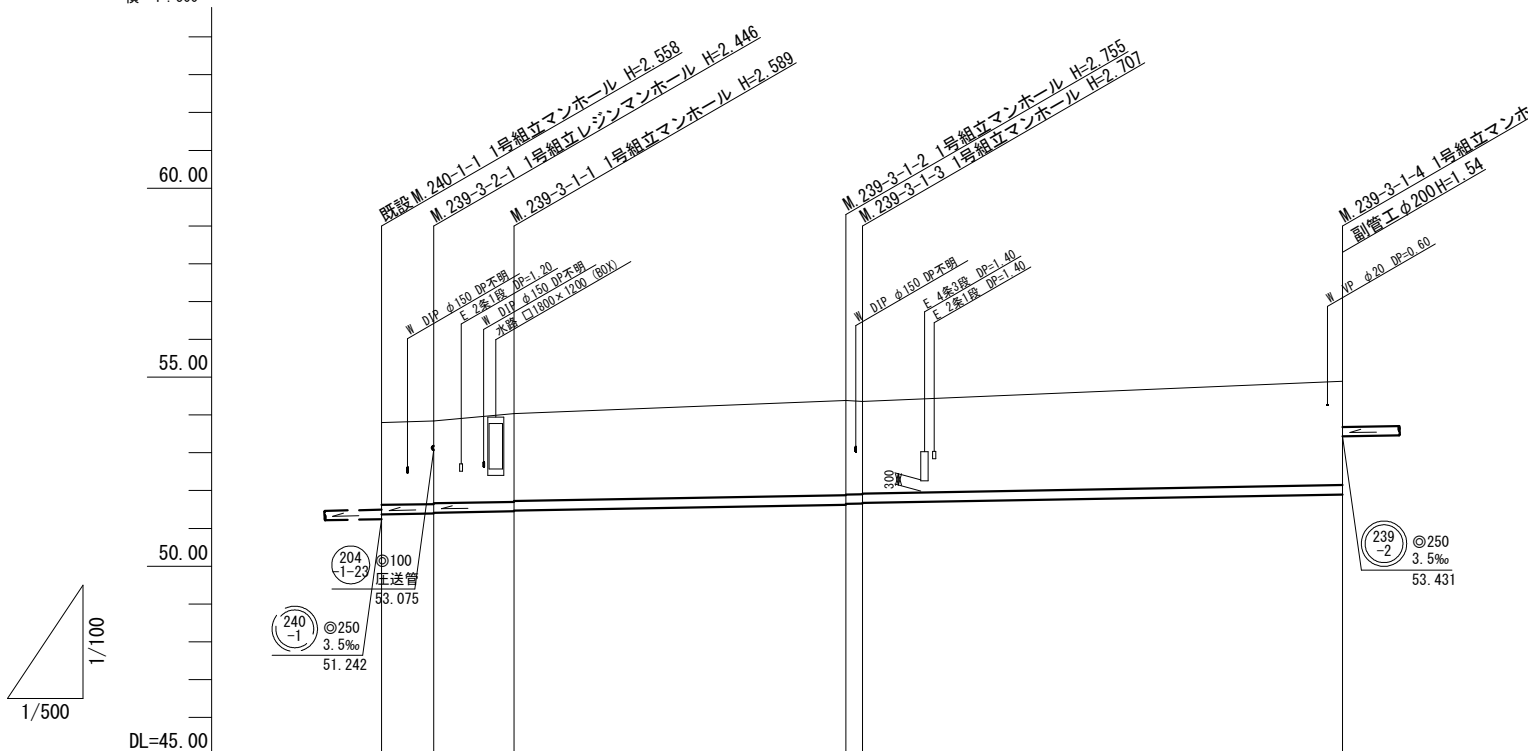 既設 M.240-1-1 1号組立マンホール H=2.558
M.239-3-2-1 1号組立レジンマンホール H=2.446
M.239-3-1-1 1号組立マンホール H=2.589
M.239-3-1-2 1号組立マンホール H=2.755
M.239-3-1-3 1号組立マンホール H=2.707
M.239-3-1-4 1号組立マンホ
副管工φ200H=1.54
60.00
W DIP φ150 DP不明
E 2条1段 DP=1.20
W DIP φ150 DP不明
水路 □1800×1200 (BOX)
W DIP φ150 DP不明
E 4条3段 DP=1.40
E 2条1段 DP=1.40
W VP φ20 DP=0.60
55.00
300
50.00
204
-1-23
◎100
圧送管
53.075
239
-2
◎250
3.5‰
53.431
240
-1
◎250
3.5‰
51.242
1/100
1/500
DL=45.00